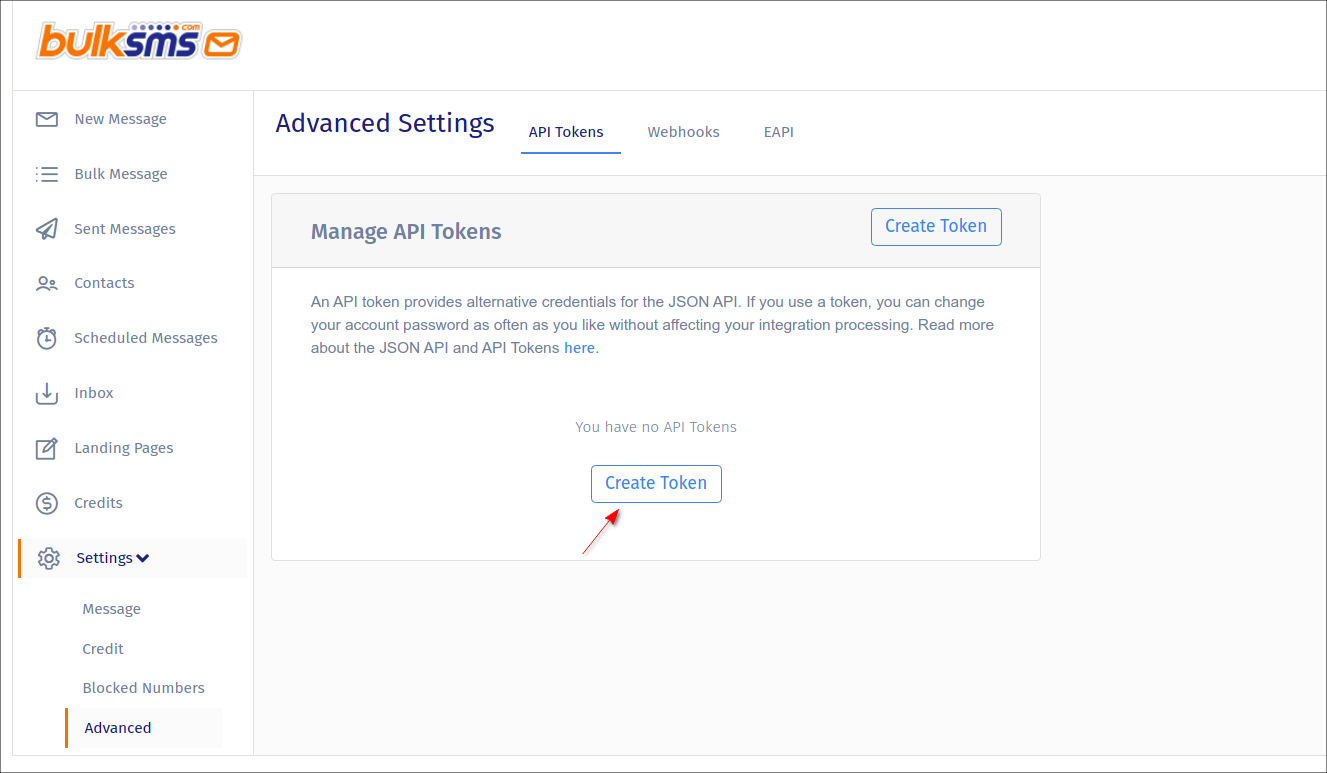 bulksms.com
New Message
Bulk Message
Sent Messages
Contacts
Scheduled Messages
Inbox
Landing Pages
Credits
Settings
Message
Credit
Blocked Numbers
Advanced
Advanced Settings
API Tokens
Webhooks
EAPI
Manage API Tokens
Create Token
An API token provides alternative credentials for the JSON API. If you use a token, you can change
your account password as often as you like without affecting your integration processing. Read more
about the JSON API and API Tokens here.
You have no API Tokens
Create Token